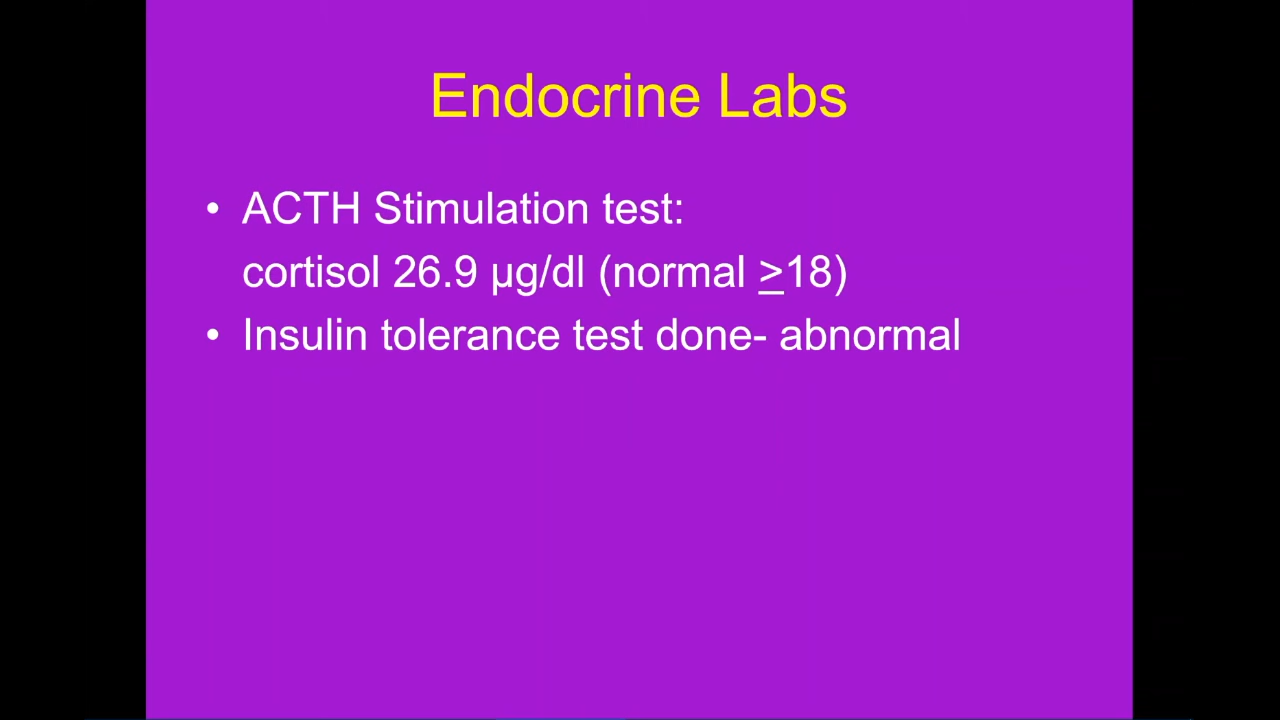 Endocrine Labs
• ACTH Stimulation test:
cortisol 26.9 μg/dl (normal >18)
• Insulin tolerance test done- abnormal